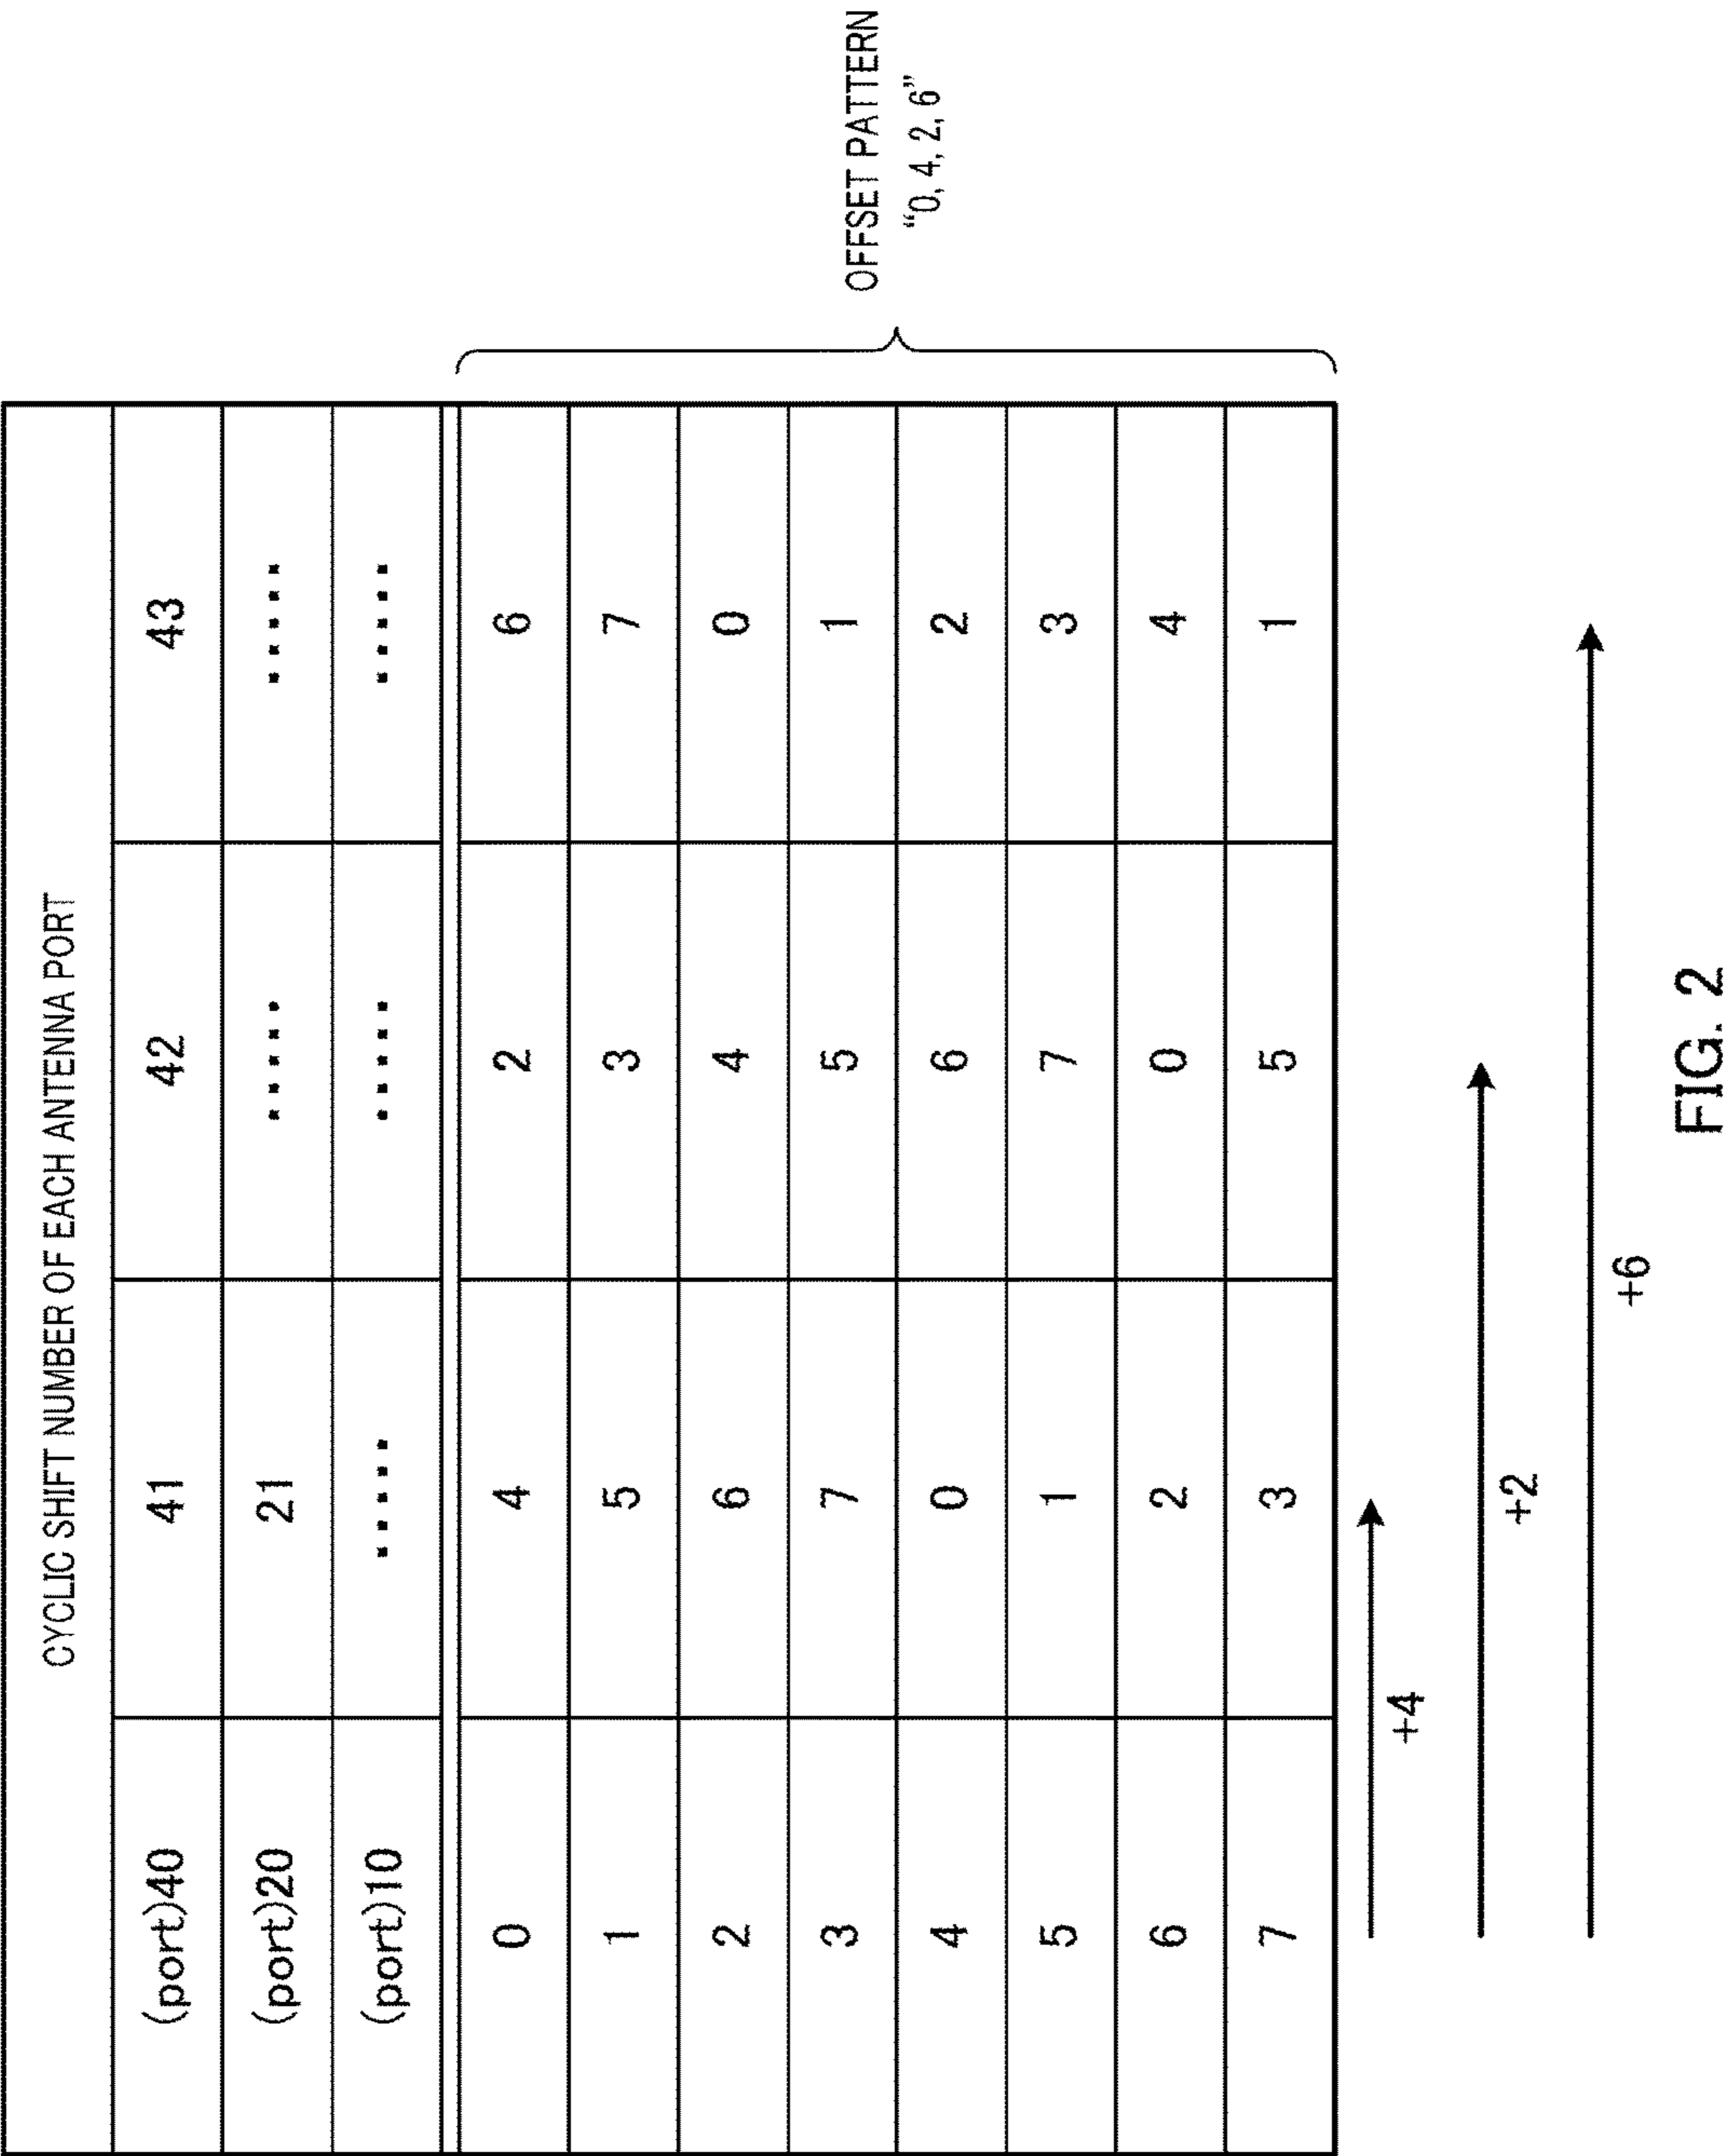 CYCLIC SHIFT NUMBER OF EACH ANTENNA PORT
(port)40 41 42 43
(port)20 21 ····· ·····
(port)10 ····· ····· ·····
0 4 2 6
1 5 3 7
2 6 4 0
3 7 5 1
4 0 6 2
5 1 7 3
6 2 0 4
7 3 5 1
OFFSET PATTERN
“0, 4, 2, 6”
+4
+2
+6
FIG. 2